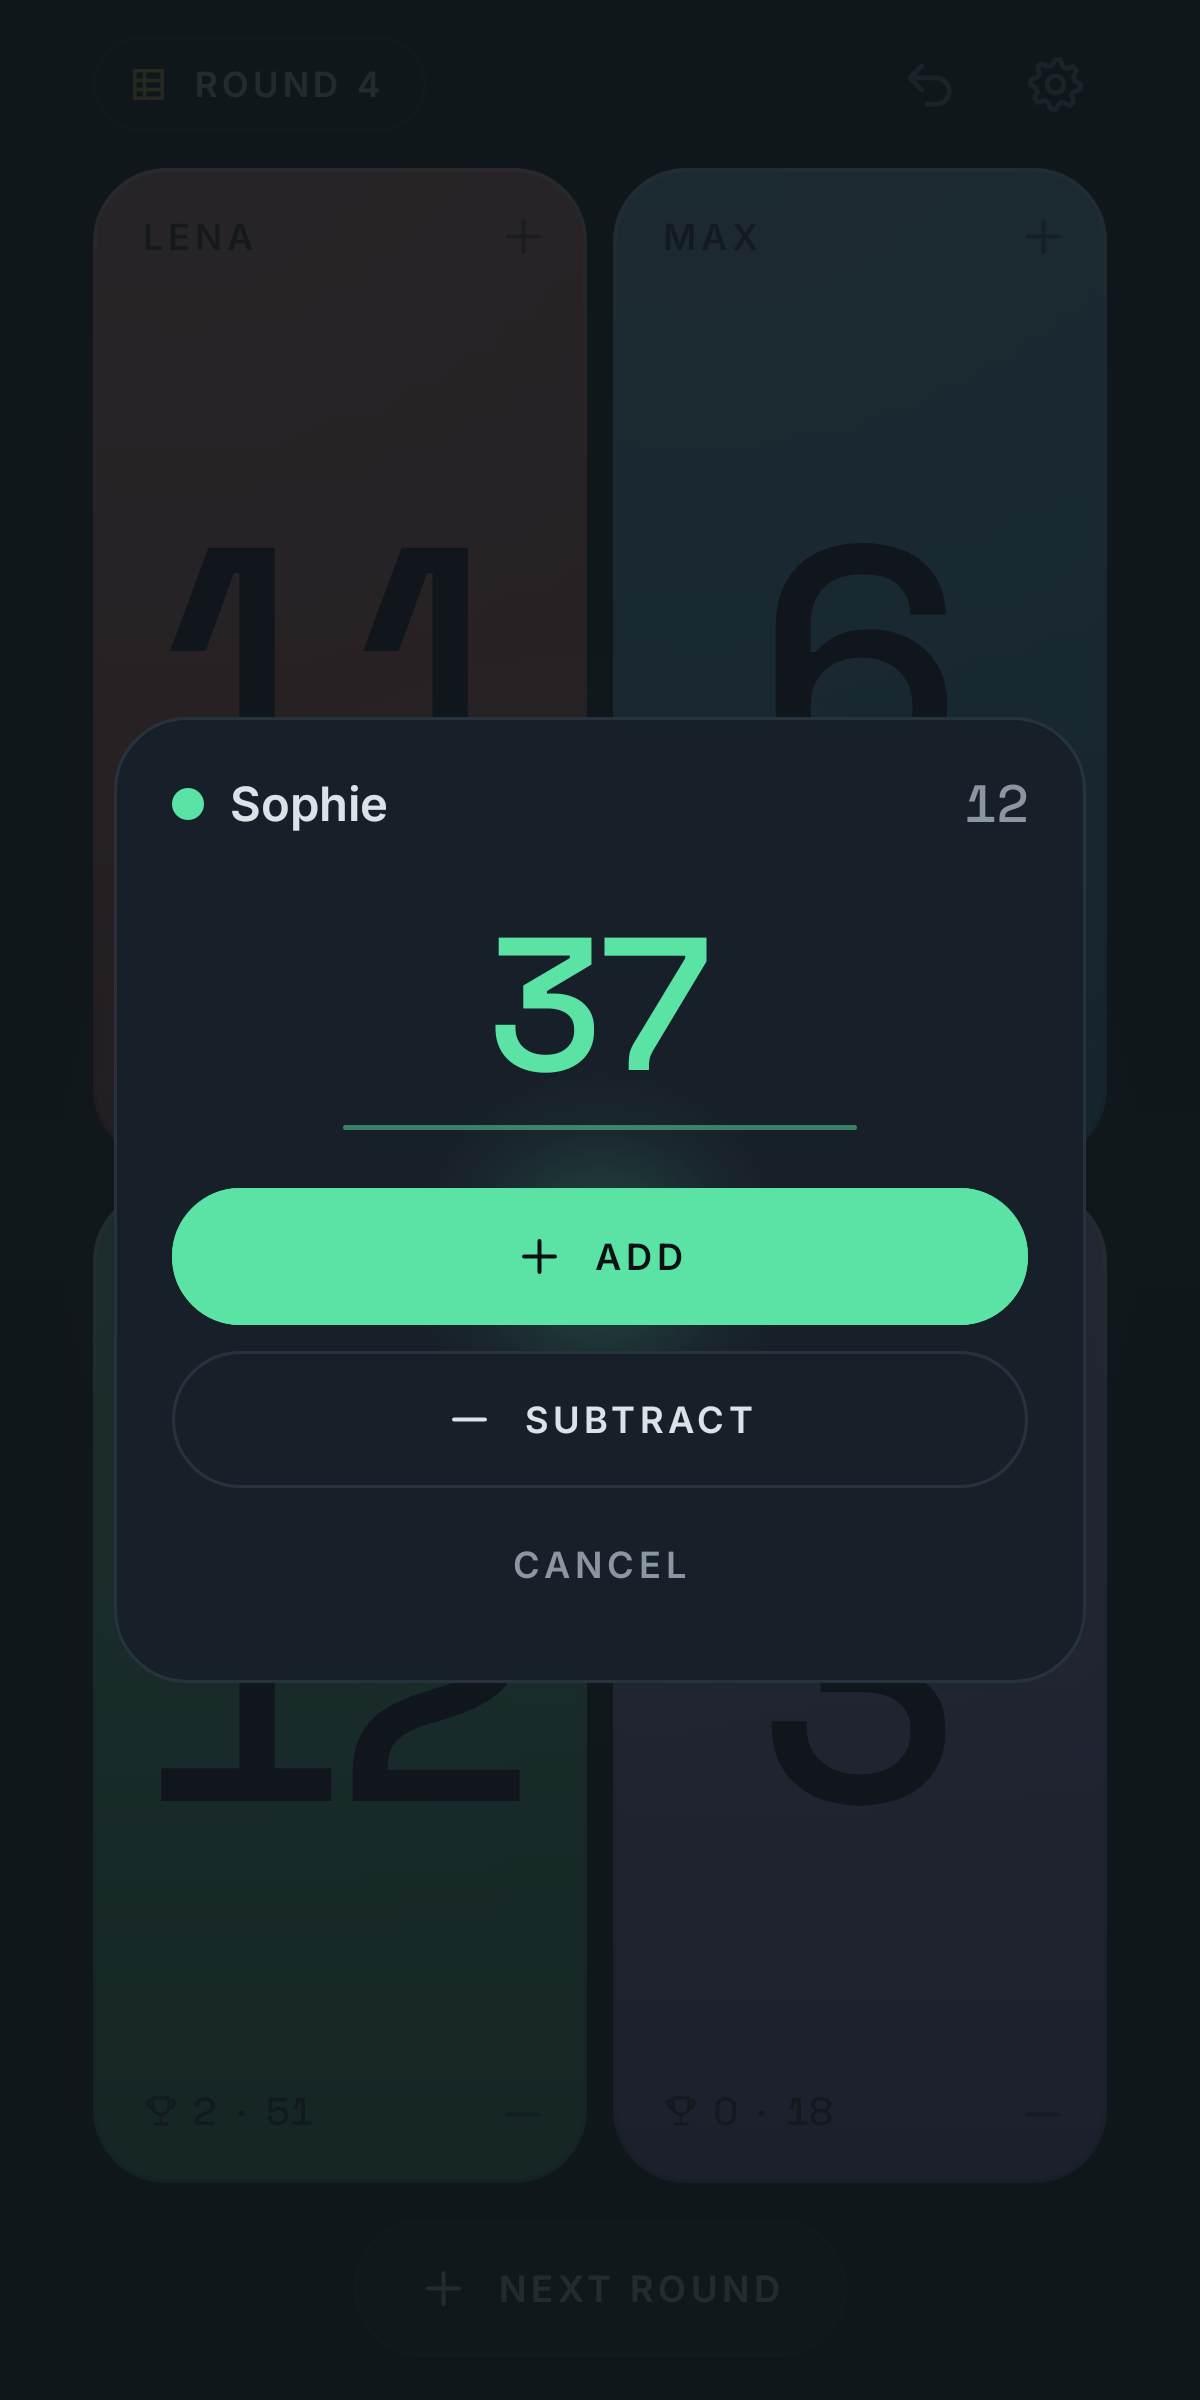 ROUND 4
LENA
MAX
11
6
Sophie
12
37
ADD
SUBTRACT
CANCEL
12
2 · 51
0 · 18
NEXT ROUND